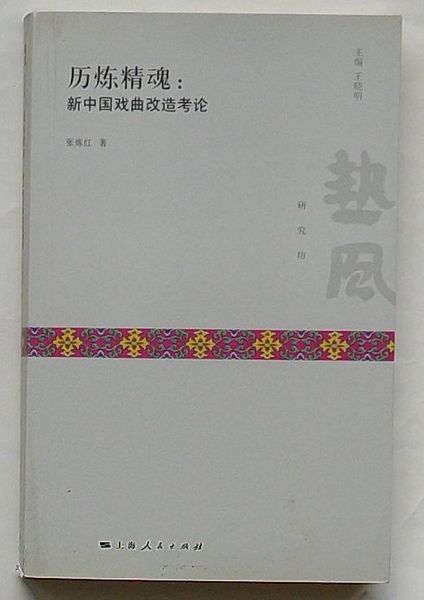 历炼精魂：
新中国戏曲改造考论
张炼红 著
主编 王晓明
热风
研究坊
上海人民出版社